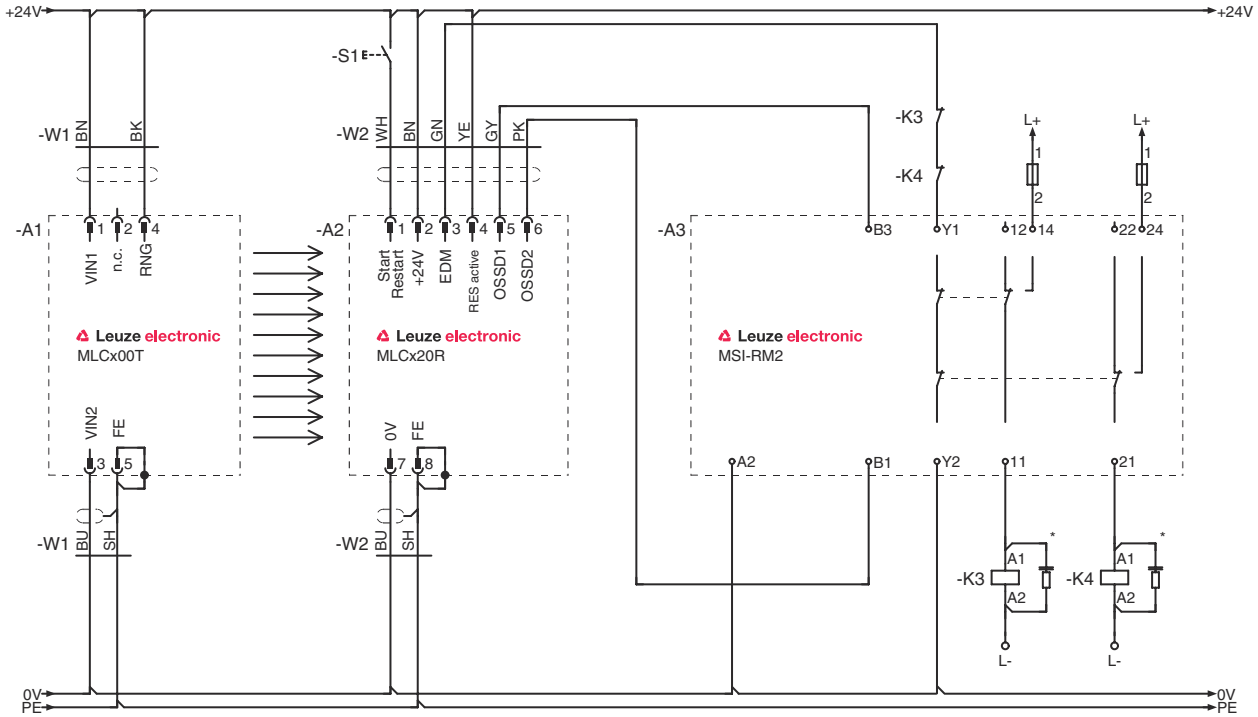 +24V +24V
-S1 E
-W1 BN BK
-W2 WH BN GN YE GY PK
-K3
-K4
L+ L+
1 1
2 2
-A1 1 2 4
VIN1 n.c. RNG
-A2 1 2 3 4 5 6
Start Restart +24V EDM RES active OSSD1 OSSD2
-A3 B3 Y1 12 14 22 24
Leuze electronic
MLCx00T
Leuze electronic
MLCx20R
Leuze electronic
MSI-RM2
VIN2 FE
3 5
0V FE
7 8
A2 B1 Y2 11 21
-W1 BU SH
-W2 BU SH
* *
-K3 A1 A2
-K4 A1 A2
L- L-
0V 0V
PE PE